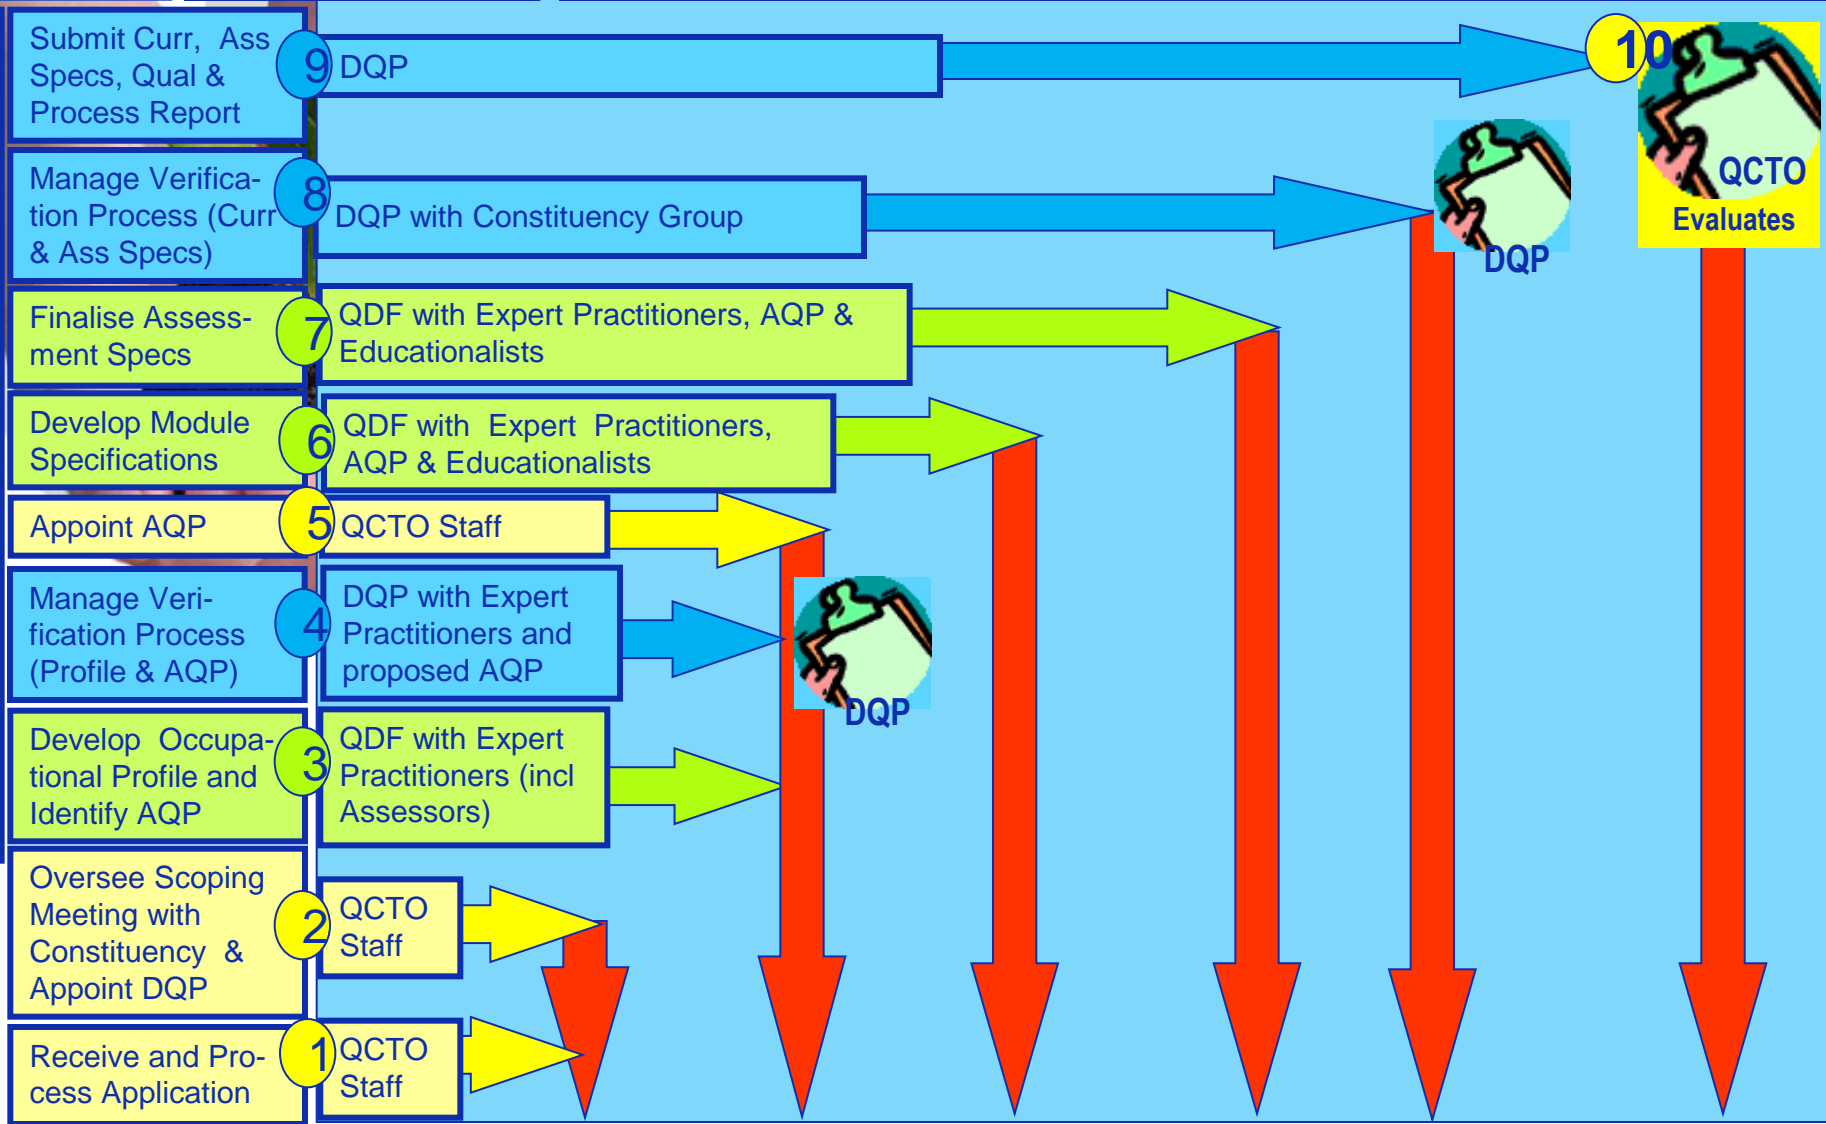 Submit Curr, Ass
Specs, Qual &
Process Report
9
DQP
10
QCTO
Evaluates
Manage Verifica-
tion Process (Curr
& Ass Specs)
8
DQP with Constituency Group
DQP
Finalise Assess-
ment Specs
7
QDF with Expert Practitioners, AQP &
Educationalists
Develop Module
Specifications
6
QDF with Expert Practitioners,
AQP & Educationalists
Appoint AQP
5
QCTO Staff
Manage Veri-
fication Process
(Profile & AQP)
4
DQP with Expert
Practitioners and
proposed AQP
DQP
Develop Occupa-
tional Profile and
Identify AQP
3
QDF with Expert
Practitioners (incl
Assessors)
Oversee Scoping
Meeting with
Constituency &
Appoint DQP
2
QCTO
Staff
Receive and Pro-
cess Application
1
QCTO
Staff